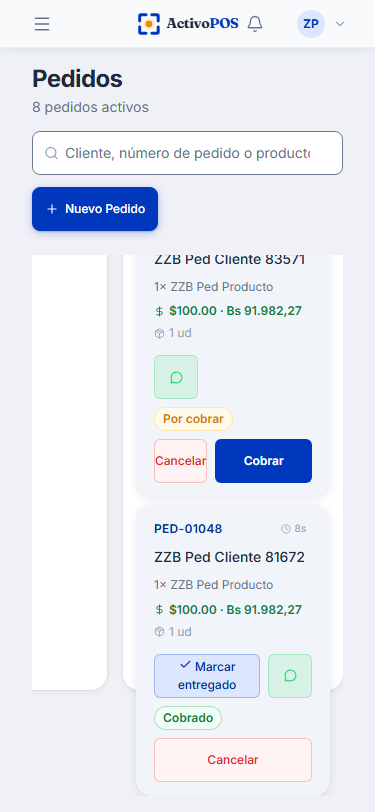 ActivoPOS
ZP
Pedidos
8 pedidos activos
Cliente, número de pedido o producto
Nuevo Pedido
ZZB Ped Cliente 83571
1× ZZB Ped Producto
$100.00 · Bs 91.982,27
1 ud
Por cobrar
Cancelar
Cobrar
PED-01048
8s
ZZB Ped Cliente 81672
1× ZZB Ped Producto
$100.00 · Bs 91.982,27
1 ud
Marcar
entregado
Cobrado
Cancelar